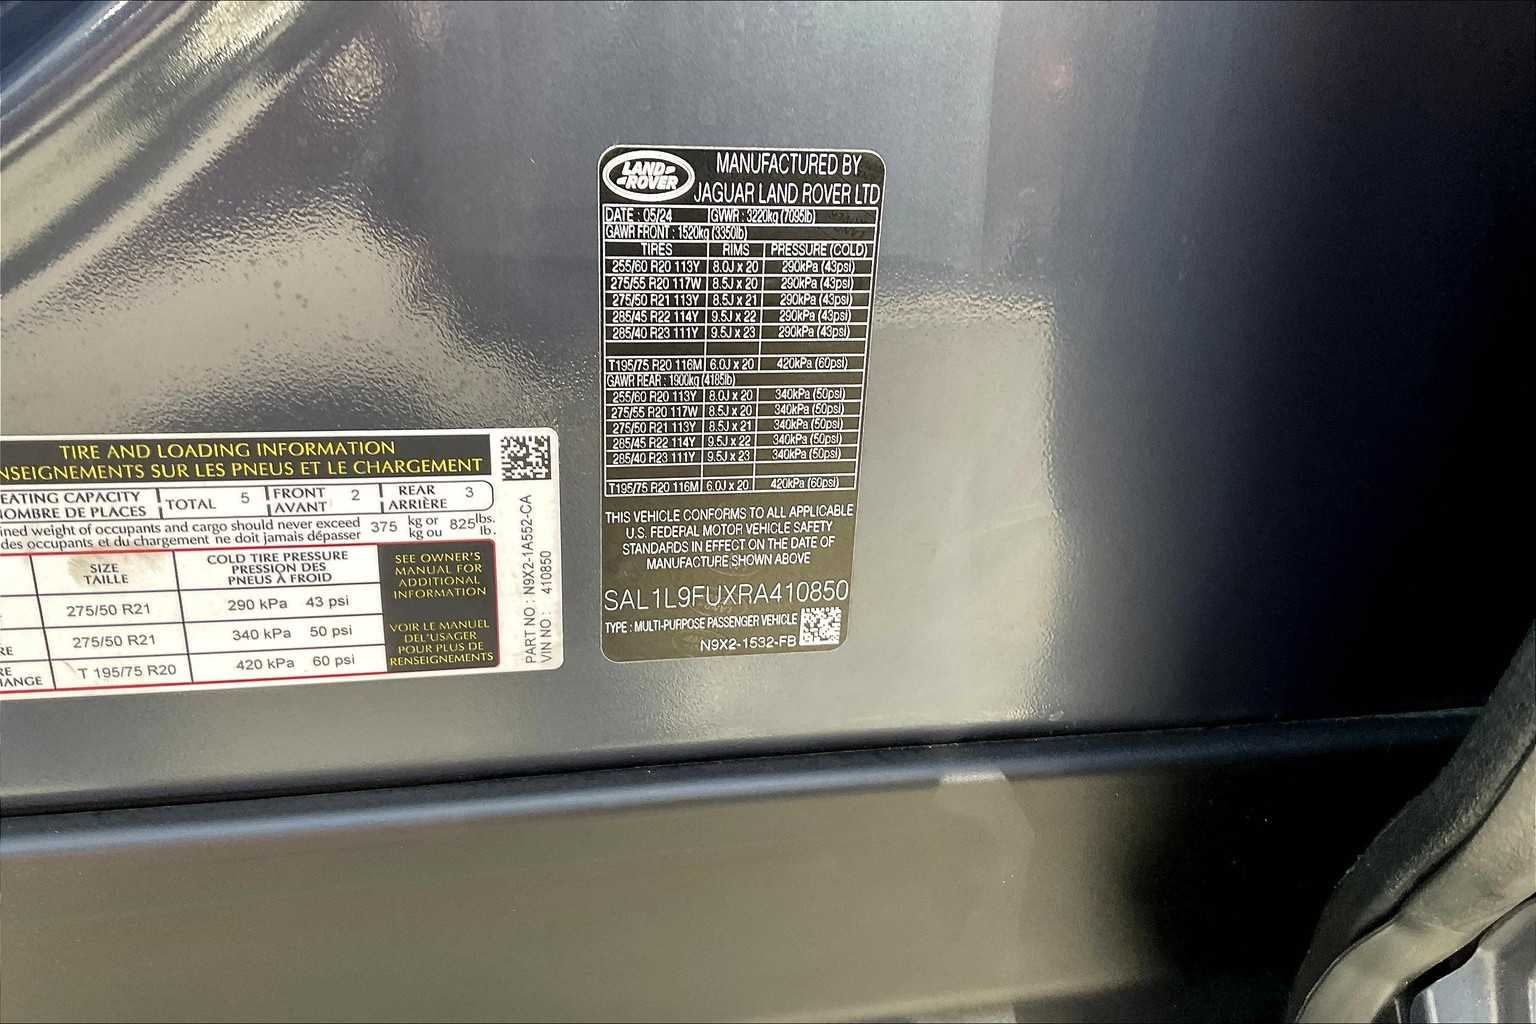 TIRE AND LOADING INFORMATION
NSEIGNEMENTS SUR LES PNEUS ET LE CHARGEMENT
EATING CAPACITY TOTAL 5 FRONT 2 REAR 3
OMBRE DE PLACES AVANT ARRIÈRE
ined weight of occupants and cargo should never exceed 375 kg or 825 lbs.
des occupants et du chargement ne doit jamais dépasser kg ou lb.
SIZE
TAILLE
COLD TIRE PRESSURE
PRESSION DES
PNEUS À FROID
275/50 R21 290 kPa 43 psi
RE 275/50 R21 340 kPa 50 psi
RE
HANGE T 195/75 R20 420 kPa 60 psi
SEE OWNER'S
MANUAL FOR
ADDITIONAL
INFORMATION
VOIR LE MANUEL
DEL'USAGER
POUR PLUS DE
RENSEIGNEMENTS
PART NO : N9X2-1A552-CA
VIN NO : 410850
LAND-
-ROVER
MANUFACTURED BY
JAGUAR LAND ROVER LTD
DATE : 05/24 GVWR : 3220kg (7095lb)
GAWR FRONT : 1520kg (3350lb)
TIRES RIMS PRESSURE (COLD)
255/60 R20 113Y 8.0J x 20 290kPa (43psi)
275/55 R20 117W 8.5J x 20 290kPa (43psi)
275/50 R21 113Y 8.5J x 21 290kPa (43psi)
285/45 R22 114Y 9.5J x 22 290kPa (43psi)
285/40 R23 111Y 9.5J x 23 290kPa (43psi)
T195/75 R20 116M 6.0J x 20 420kPa (60psi)
GAWR REAR : 1900kg (4185lb)
255/60 R20 113Y 8.0J x 20 340kPa (50psi)
275/55 R20 117W 8.5J x 20 340kPa (50psi)
275/50 R21 113Y 8.5J x 21 340kPa (50psi)
285/45 R22 114Y 9.5J x 22 340kPa (50psi)
285/40 R23 111Y 9.5J x 23 340kPa (50psi)
T195/75 R20 116M 6.0J x 20 420kPa (60psi)
THIS VEHICLE CONFORMS TO ALL APPLICABLE
U.S. FEDERAL MOTOR VEHICLE SAFETY
STANDARDS IN EFFECT ON THE DATE OF
MANUFACTURE SHOWN ABOVE
SAL1L9FUXRA410850
TYPE : MULTI-PURPOSE PASSENGER VEHICLE
N9X2-1532-FB